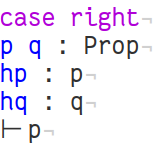 case right
p q : Prop
hp : p
hq : q
⊢ p